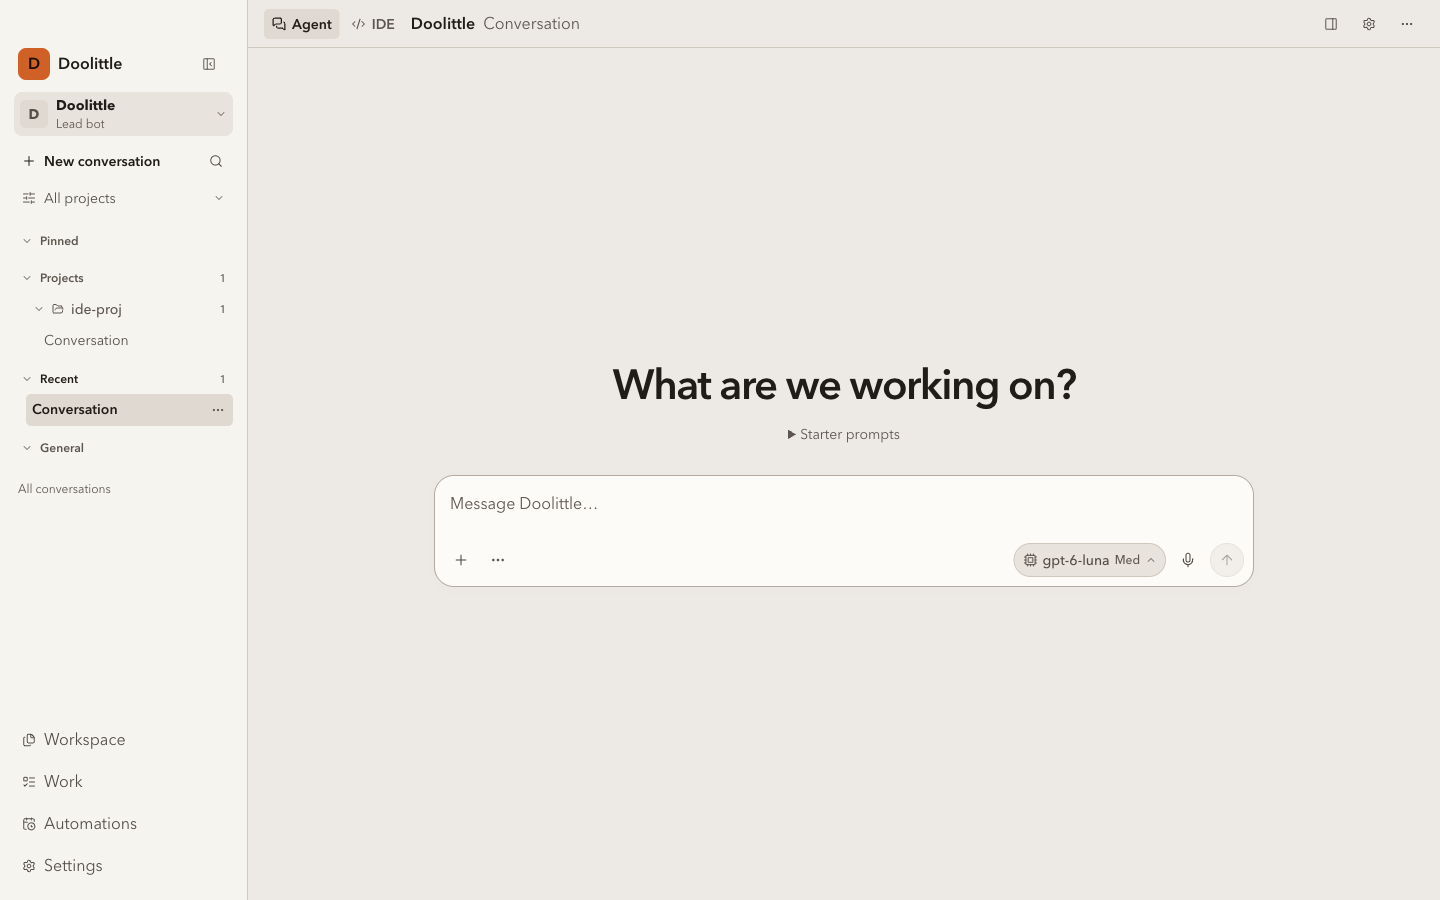 D Doolittle
D Doolittle
Lead bot
New conversation
All projects
Pinned
Projects 1
ide-proj 1
Conversation
Recent 1
Conversation
General
All conversations
Workspace
Work
Automations
Settings
Agent IDE Doolittle Conversation
What are we working on?
Starter prompts
Message Doolittle…
gpt-6-luna Med